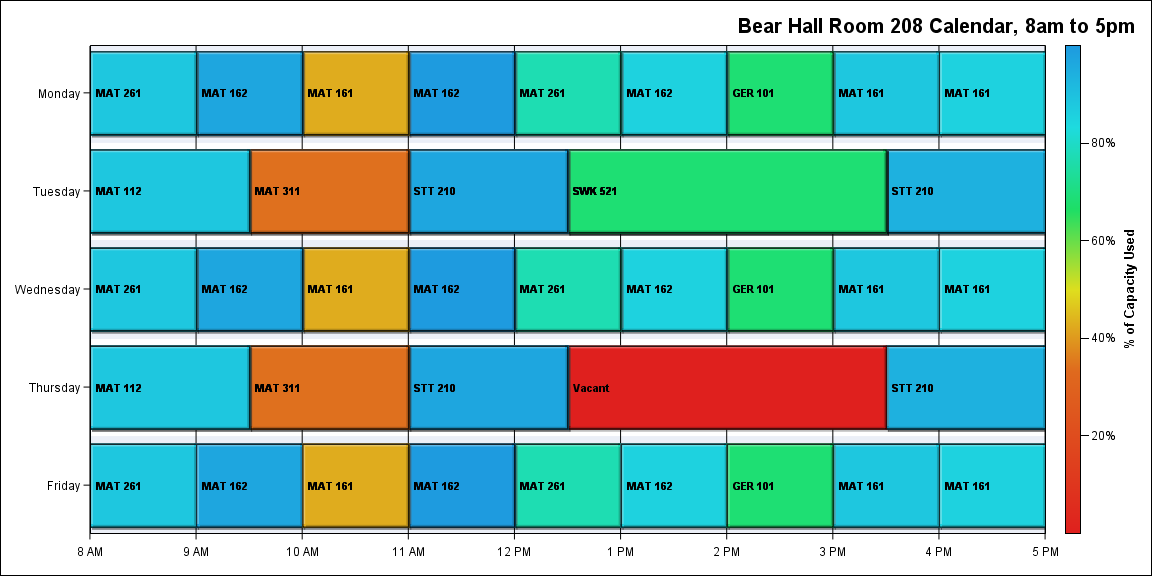 Bear Hall Room 208 Calendar, 8am to 5pm
Monday
MAT 261 MAT 162 MAT 161 MAT 162 MAT 261 MAT 162 GER 101 MAT 161 MAT 161
Tuesday
MAT 112 MAT 311 STT 210 SWK 521 STT 210
Wednesday
MAT 261 MAT 162 MAT 161 MAT 162 MAT 261 MAT 162 GER 101 MAT 161 MAT 161
Thursday
MAT 112 MAT 311 STT 210 Vacant STT 210
Friday
MAT 261 MAT 162 MAT 161 MAT 162 MAT 261 MAT 162 GER 101 MAT 161 MAT 161
8 AM 9 AM 10 AM 11 AM 12 PM 1 PM 2 PM 3 PM 4 PM 5 PM
80%
60%
40%
20%
% of Capacity Used